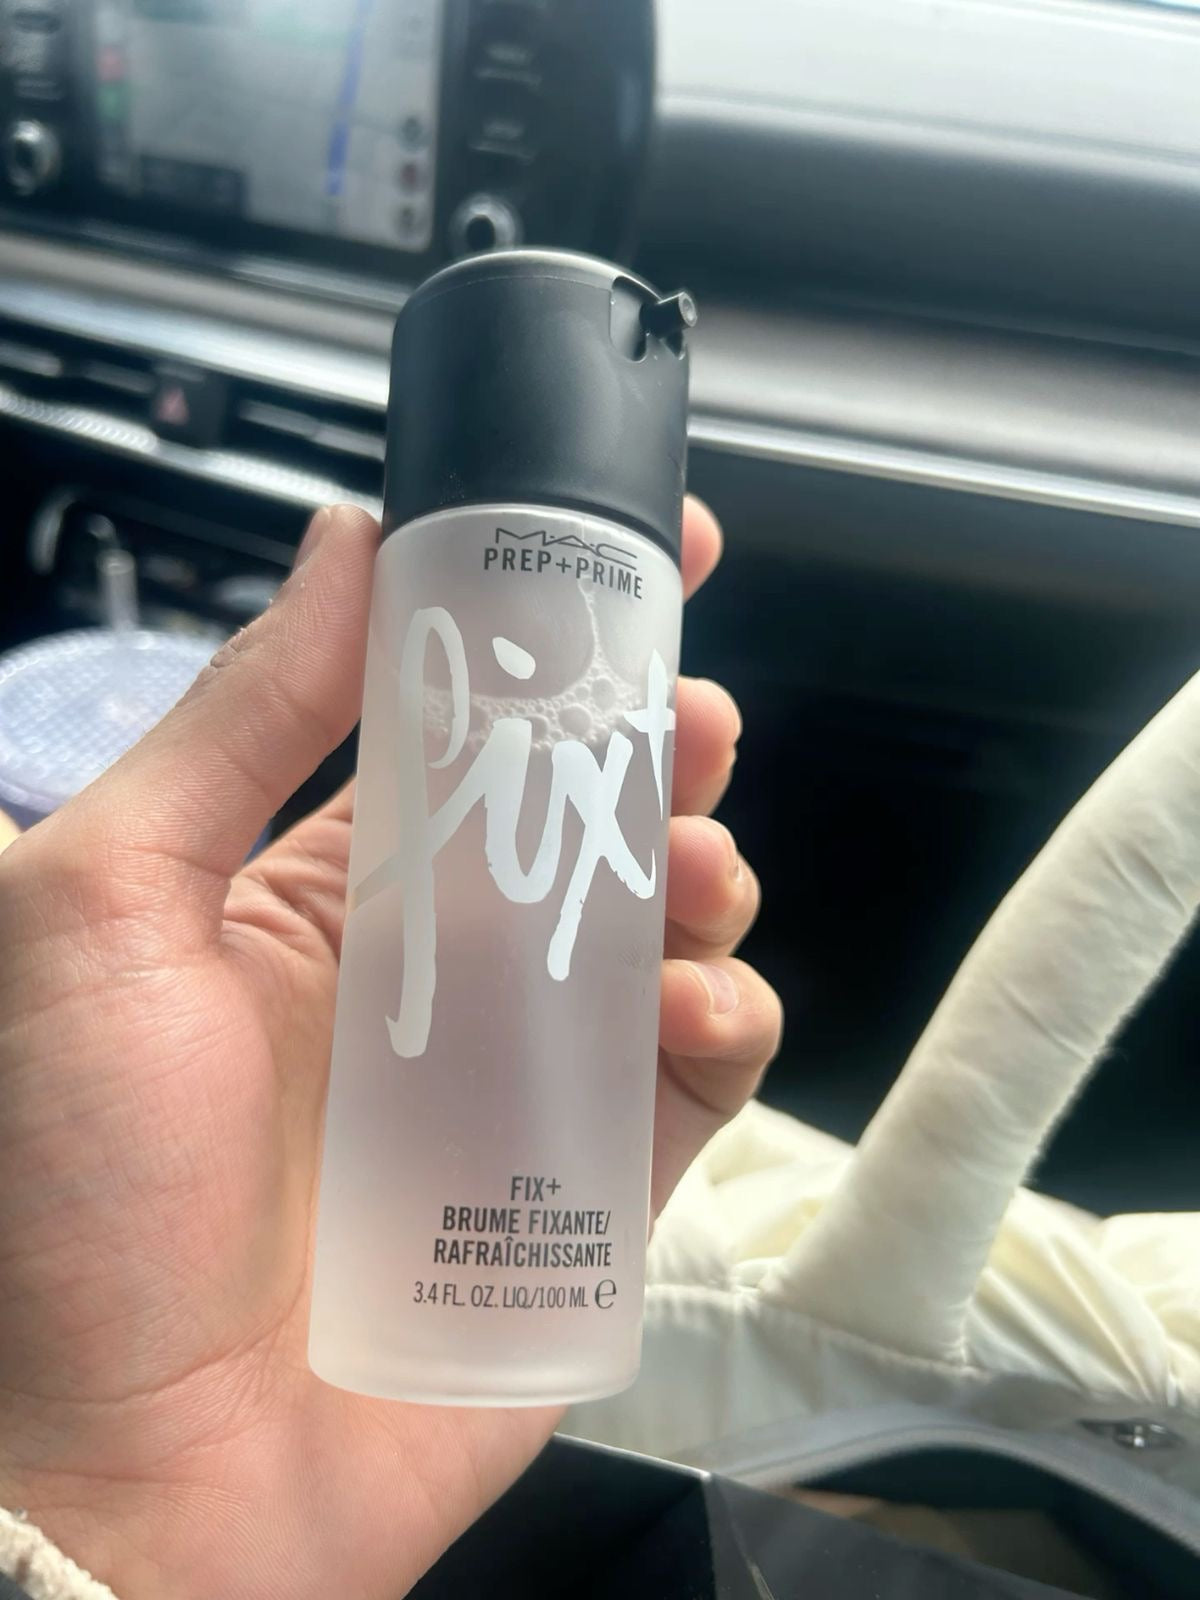 M·A·C
PREP+PRIME
fix+
FIX+
BRUME FIXANTE/
RAFRAÎCHISSANTE
3.4 FL. OZ. LIQ./100 ML ℮